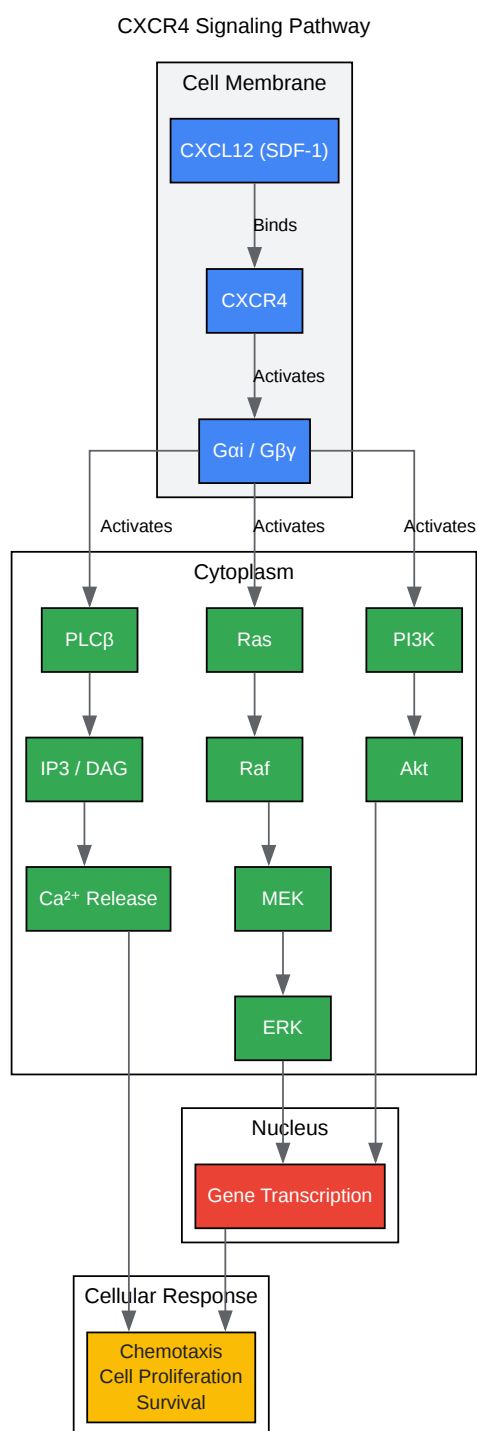 CXCR4 Signaling Pathway
Cell Membrane
CXCL12 (SDF-1)
Binds
CXCR4
Activates
Gαi / Gβγ
Activates
Activates
Activates
Cytoplasm
PLCβ
Ras
PI3K
IP3 / DAG
Raf
Akt
Ca²⁺ Release
MEK
ERK
Nucleus
Gene Transcription
Cellular Response
Chemotaxis
Cell Proliferation
Survival